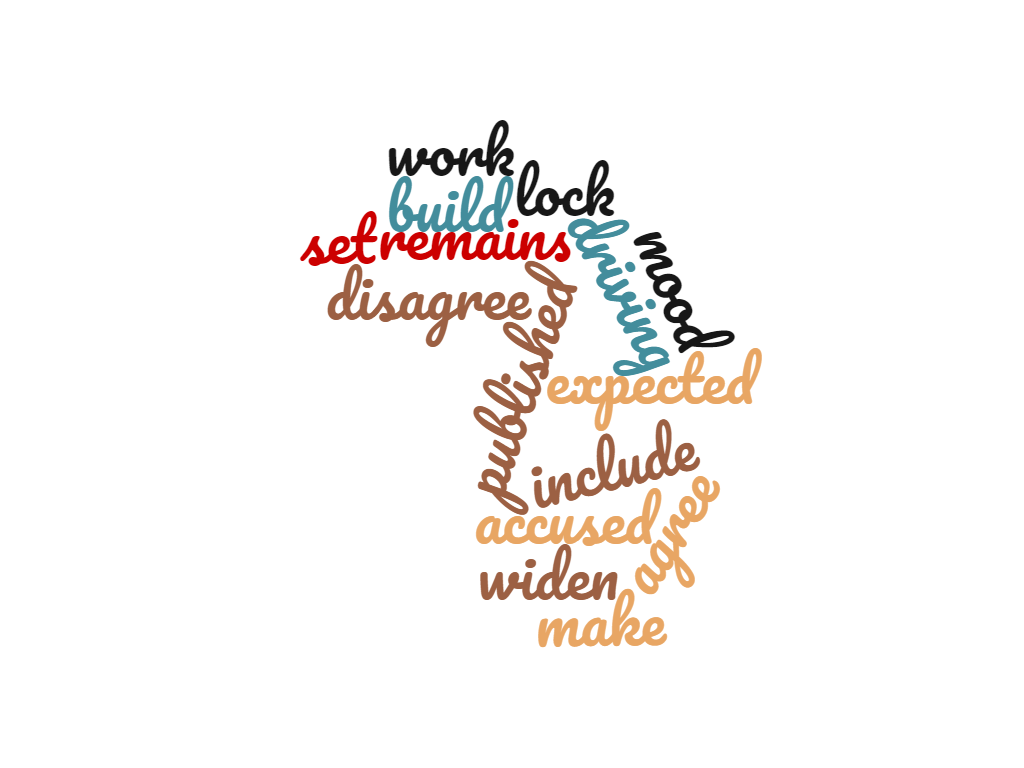 work
lock
build
set
remains
driving
mood
disagree
published
expected
include
agree
accused
widen
make